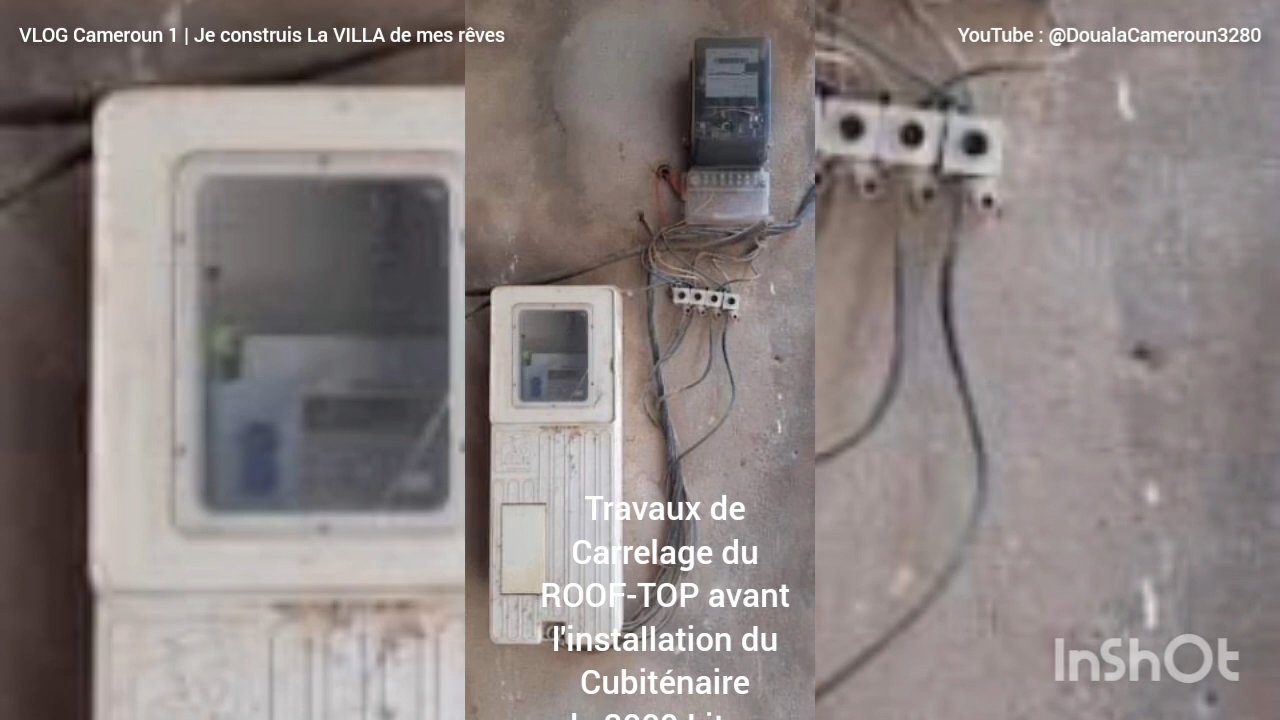 VLOG Cameroun 1 | Je construis La VILLA de mes rêves
YouTube : @DoualaCameroun3280
Travaux de
Carrelage du
ROOF-TOP avant
l'installation du
Cubiténaire
InShOt